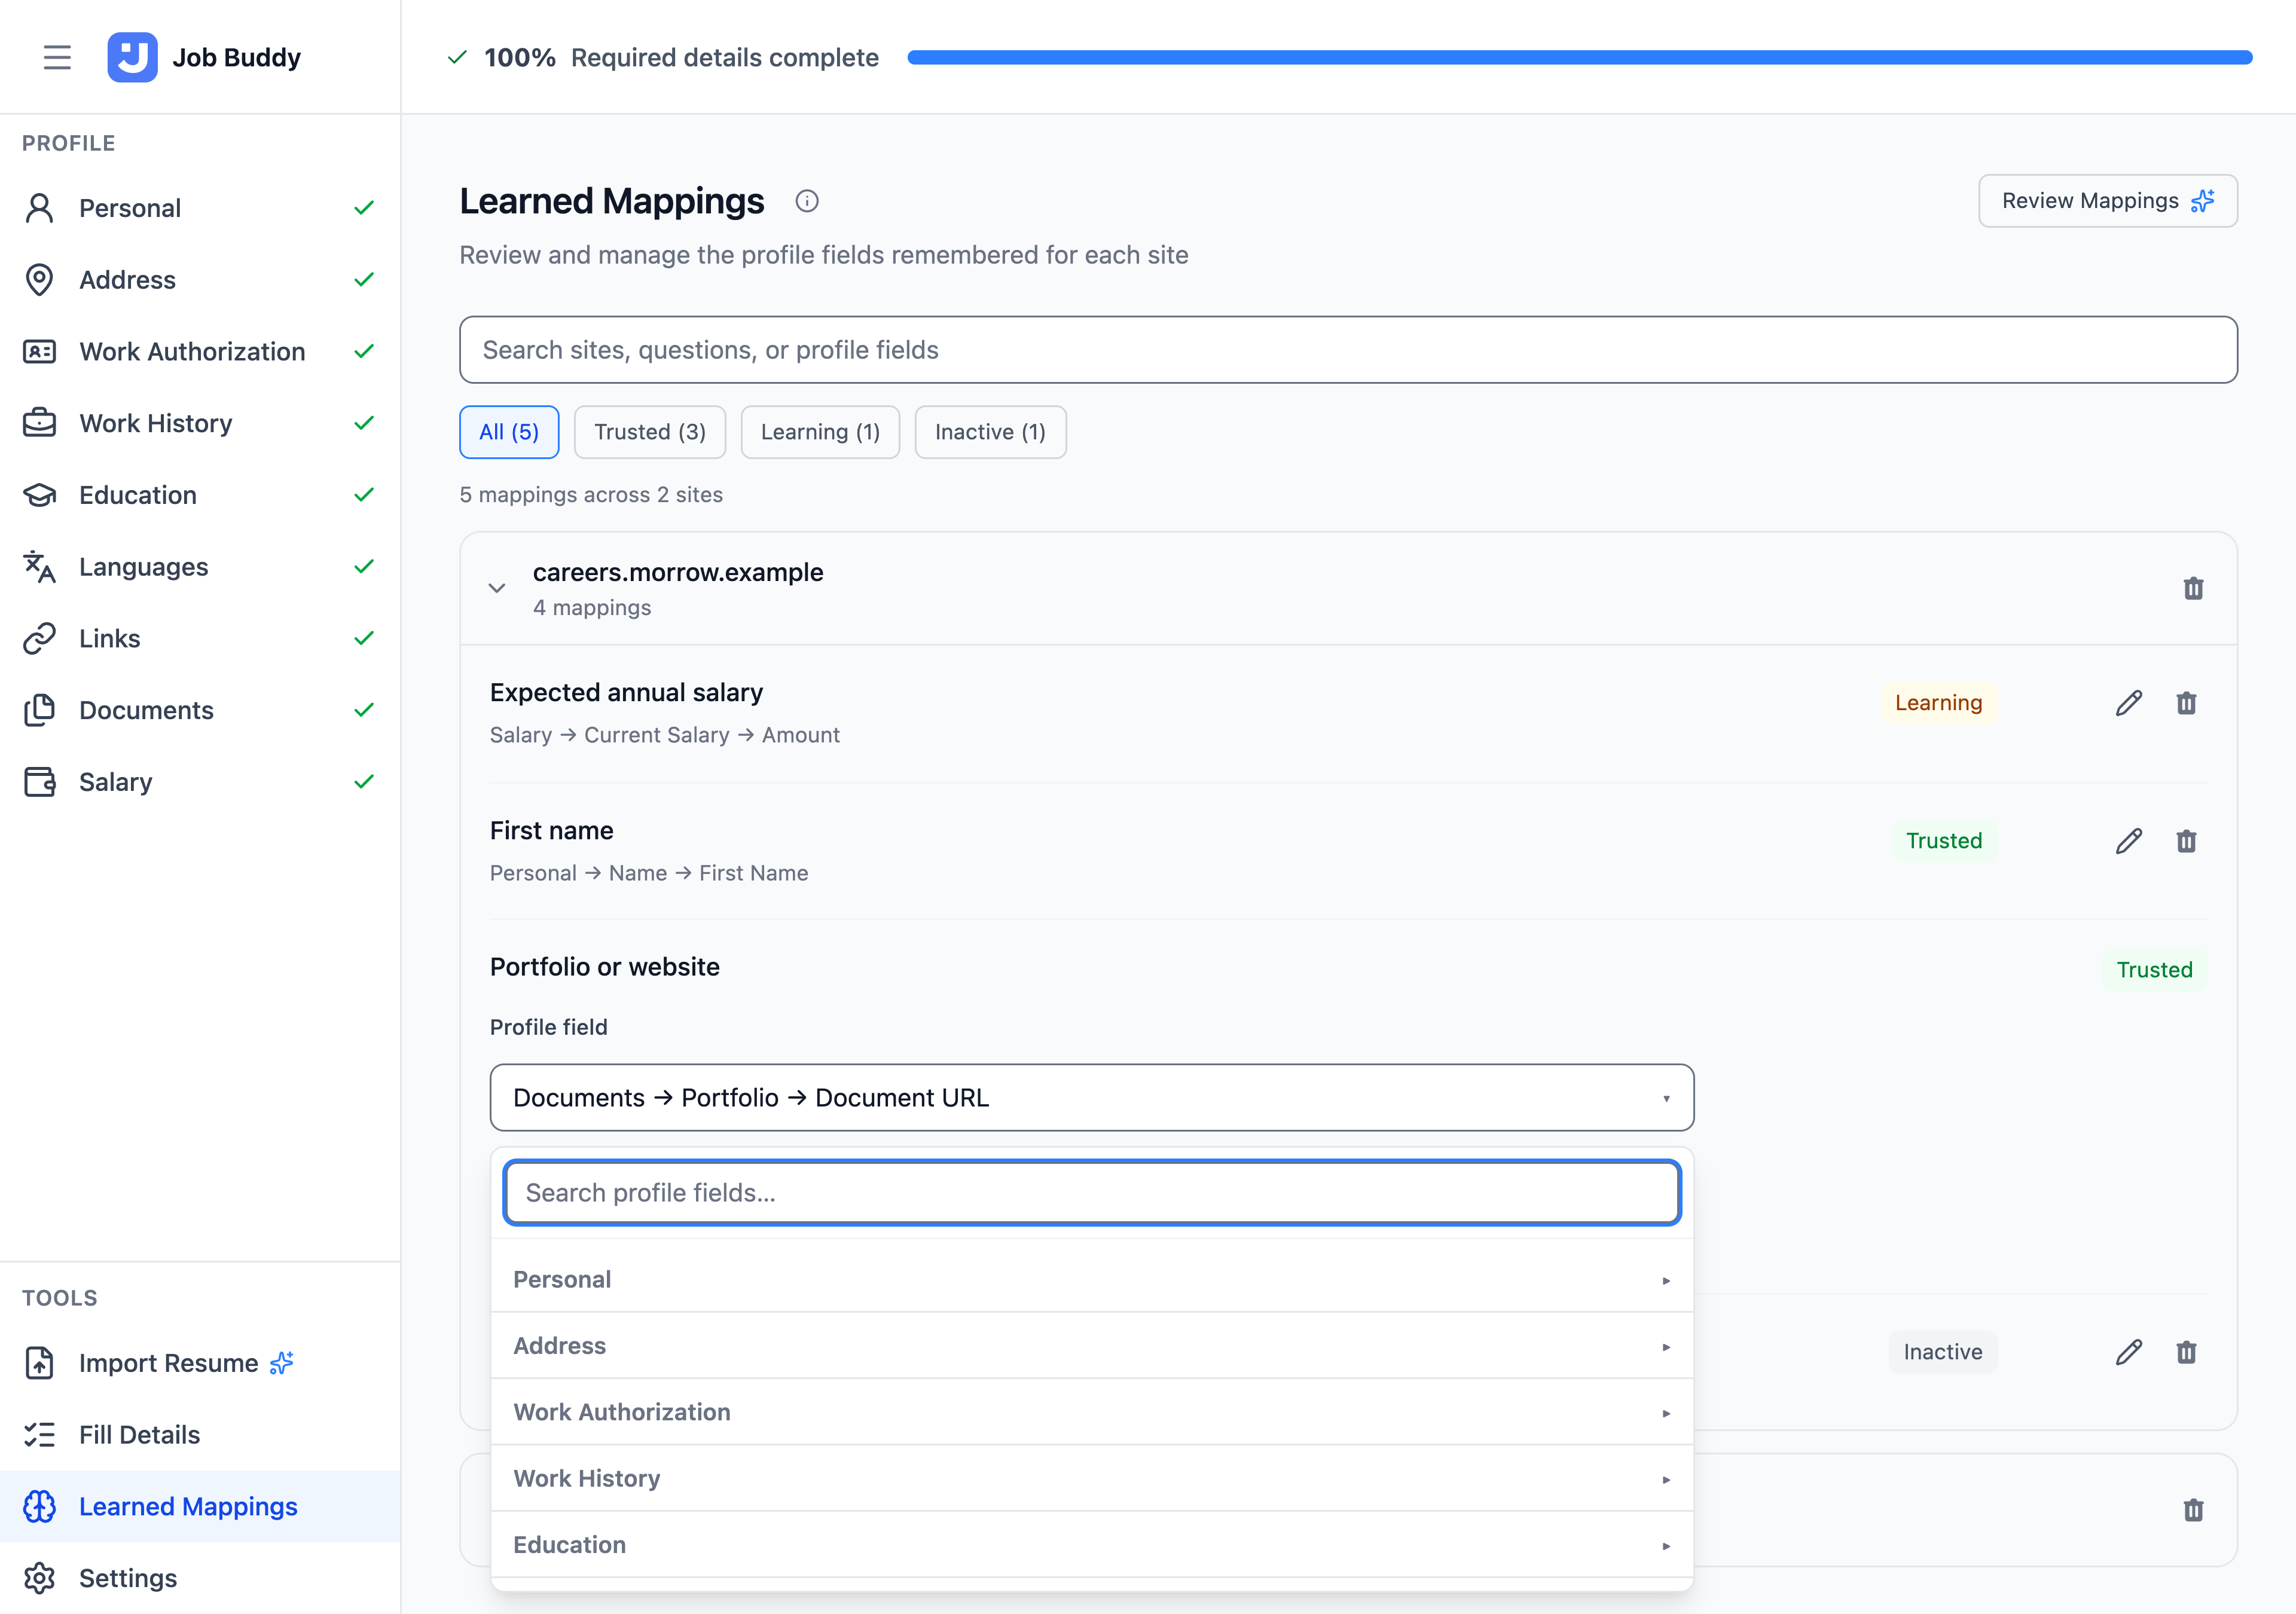 Job Buddy
100% Required details complete
PROFILE
Personal
Address
Work Authorization
Work History
Education
Languages
Links
Documents
Salary
TOOLS
Import Resume
Fill Details
Learned Mappings
Settings
Learned Mappings
Review Mappings
Review and manage the profile fields remembered for each site
Search sites, questions, or profile fields
All (5)
Trusted (3)
Learning (1)
Inactive (1)
5 mappings across 2 sites
careers.morrow.example
4 mappings
Expected annual salary
Learning
Salary → Current Salary → Amount
First name
Trusted
Personal → Name → First Name
Portfolio or website
Trusted
Profile field
Documents → Portfolio → Document URL
Search profile fields...
Personal
Address
Work Authorization
Inactive
Work History
Education